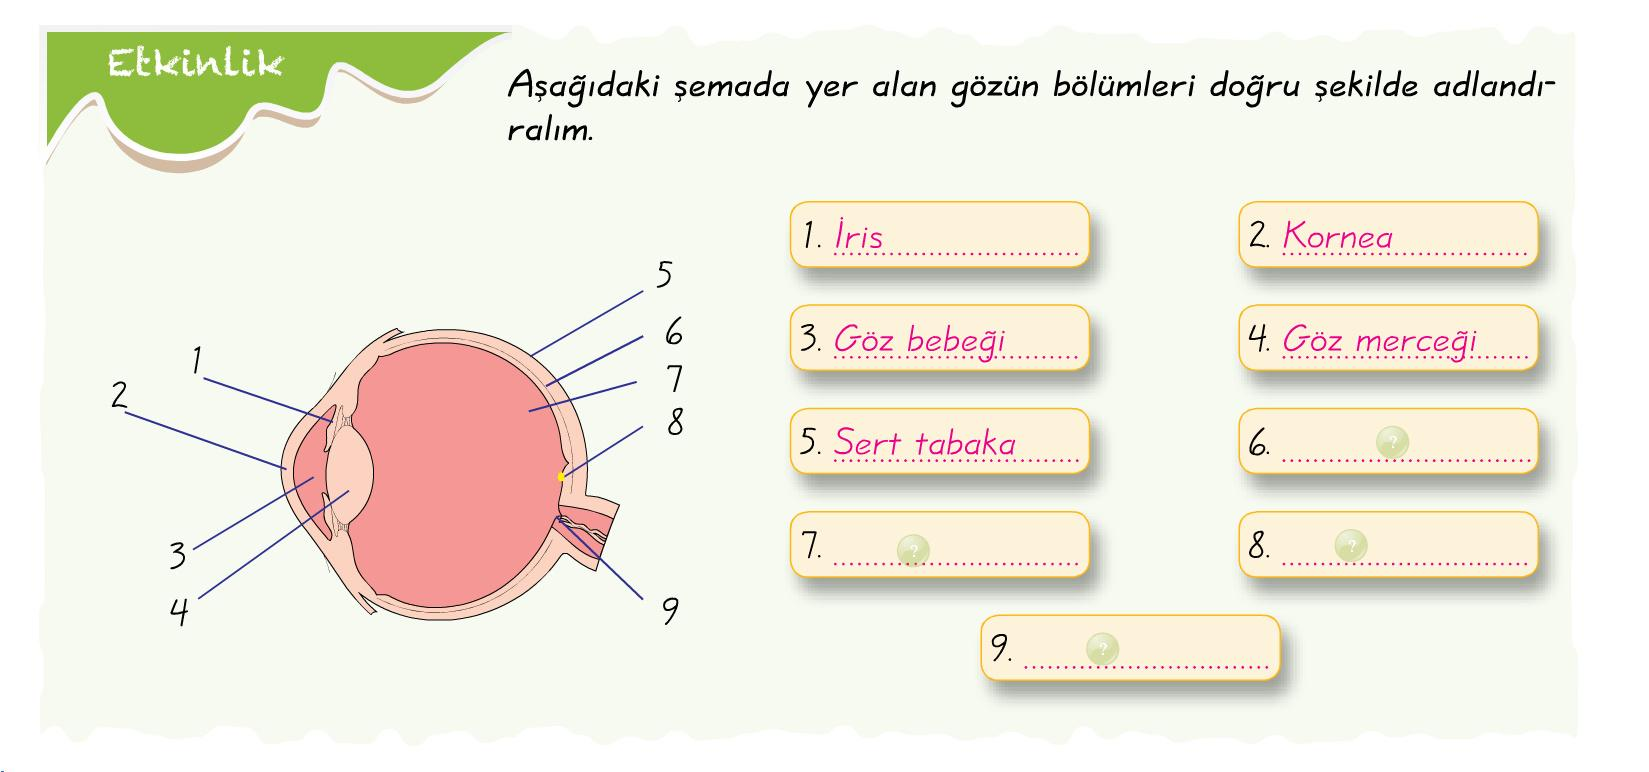 Etkinlik
Aşağıdaki şemada yer alan gözün bölümleri doğru şekilde adlandı-
ralım.
1. İris
2. Kornea
3. Göz bebeği
4. Göz merceği
5. Sert tabaka
6. ?
7. ?
8. ?
9. ?
1
2
3
4
5
6
7
8
9